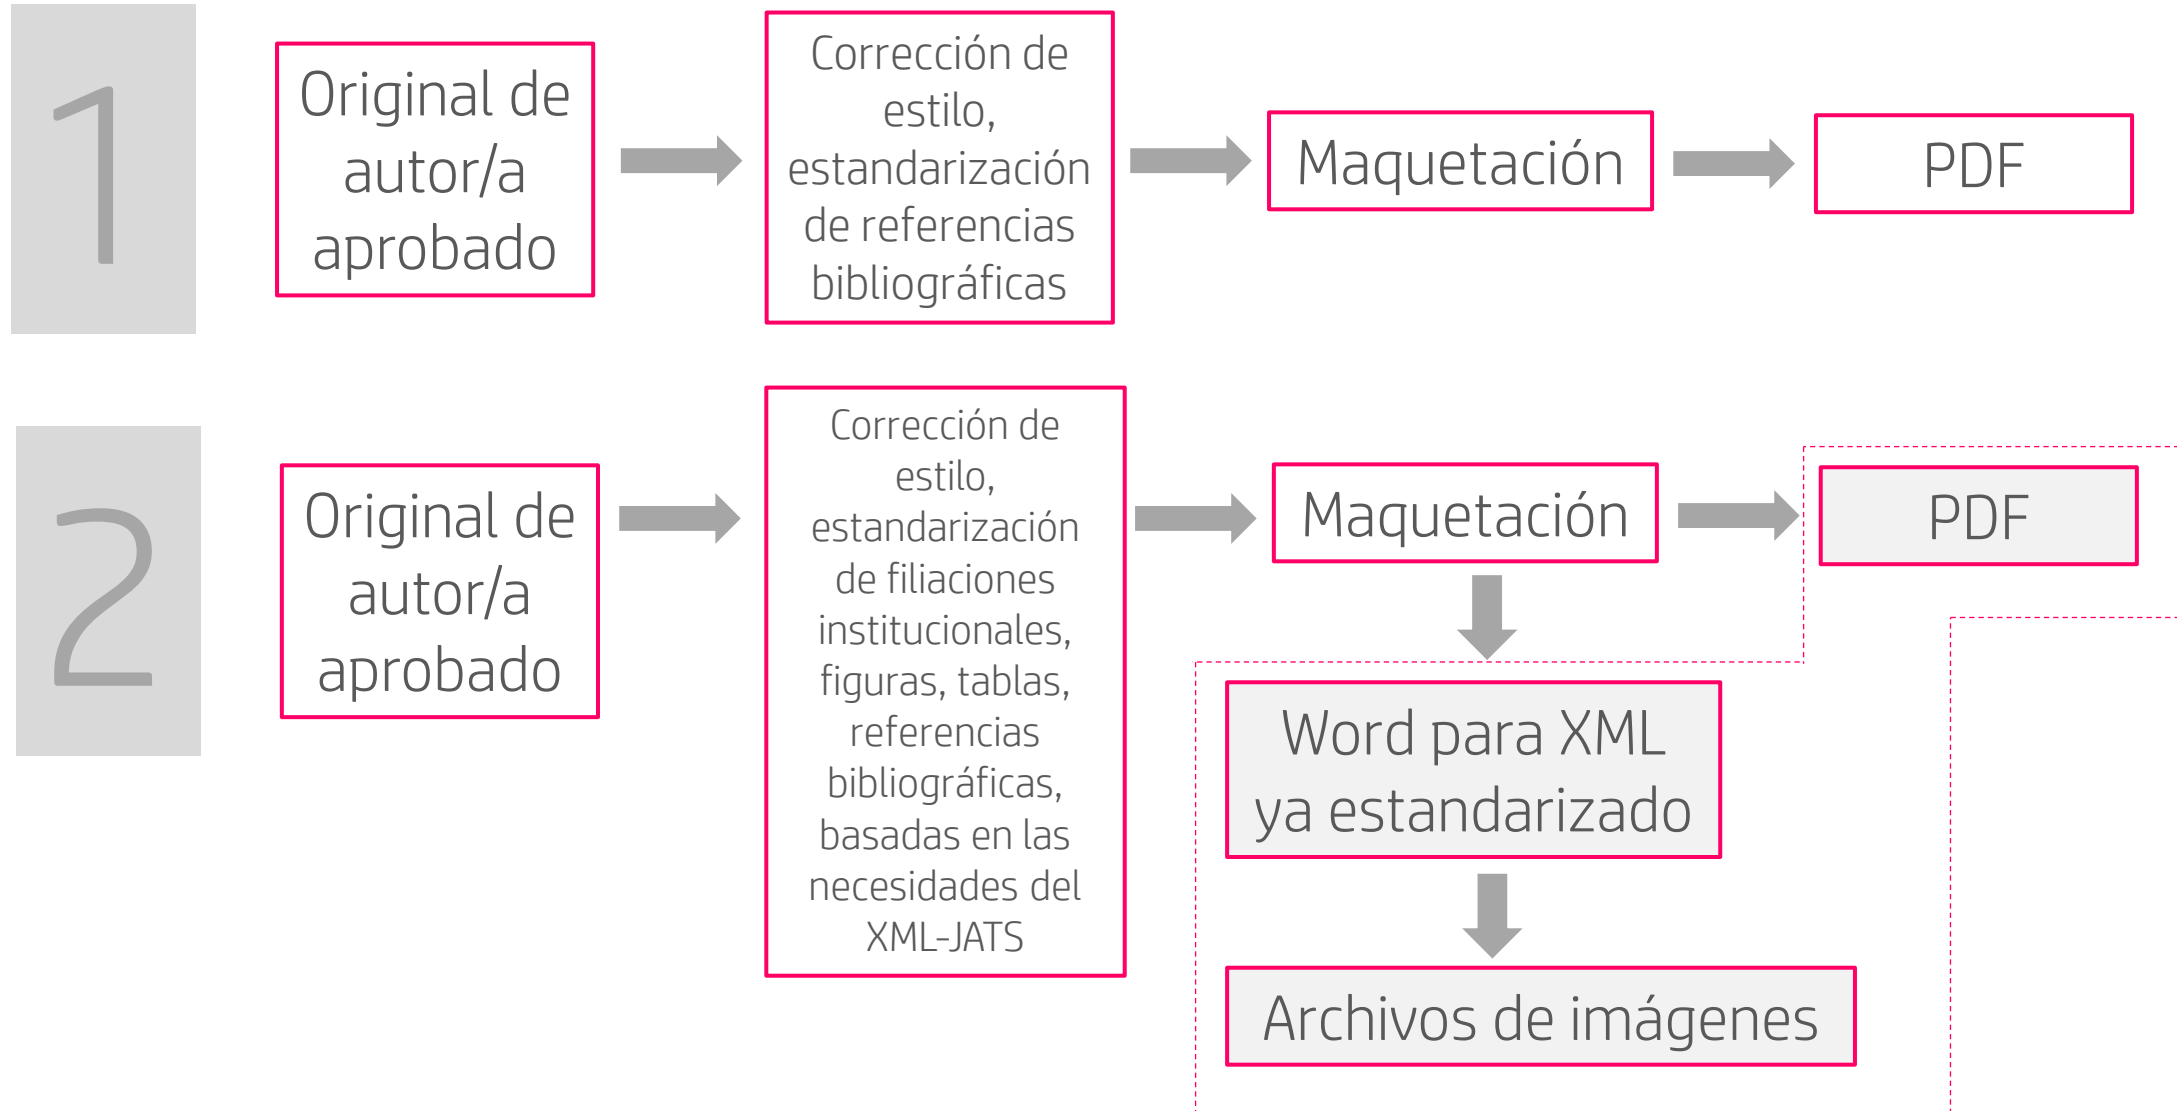 1
Original de
autor/a
aprobado
Corrección de
estilo,
estandarización
de referencias
bibliográficas
Maquetación
PDF
2
Original de
autor/a
aprobado
Corrección de
estilo,
estandarización
de filiaciones
institucionales,
figuras, tablas,
referencias
bibliográficas,
basadas en las
necesidades del
XML-JATS
Maquetación
PDF
Word para XML
ya estandarizado
Archivos de imágenes